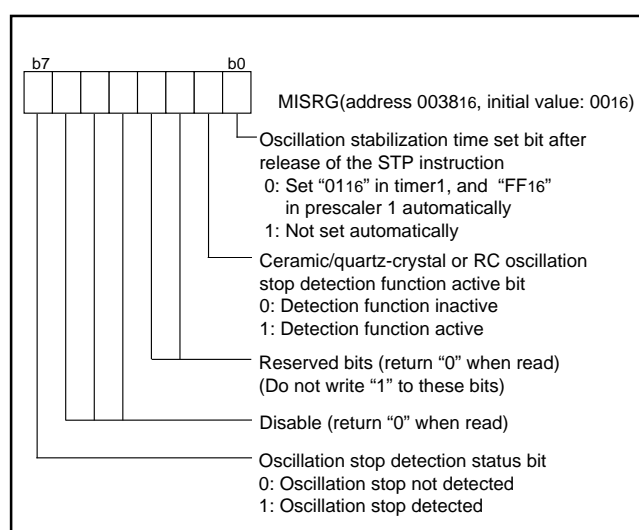 b7 b0
MISRG(address 003816, initial value: 0016)
Oscillation stabilization time set bit after
release of the STP instruction
0: Set “0116” in timer1, and “FF16”
in prescaler 1 automatically
1: Not set automatically
Ceramic/quartz-crystal or RC oscillation
stop detection function active bit
0: Detection function inactive
1: Detection function active
Reserved bits (return “0” when read)
(Do not write “1” to these bits)
Disable (return “0” when read)
Oscillation stop detection status bit
0: Oscillation stop not detected
1: Oscillation stop detected